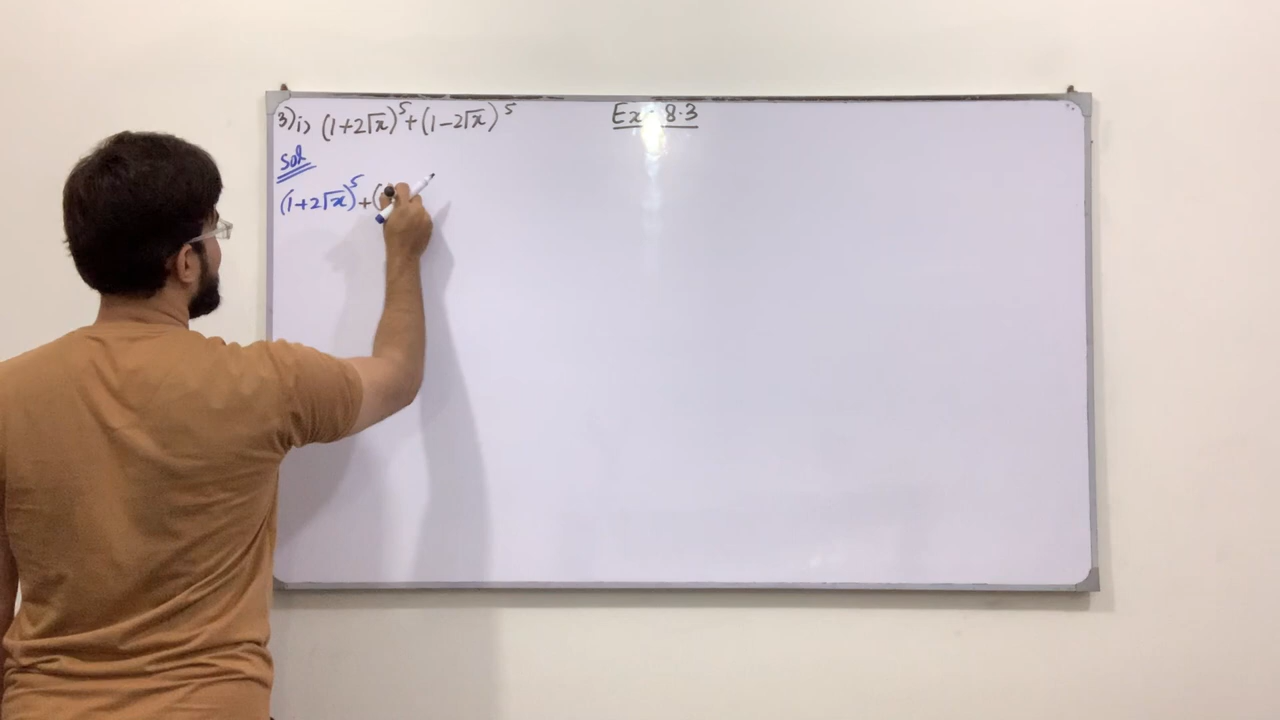 3) i) (1+2√x)⁵+(1-2√x)⁵
Ex 8.3
Sol
(1+2√x)⁵+(